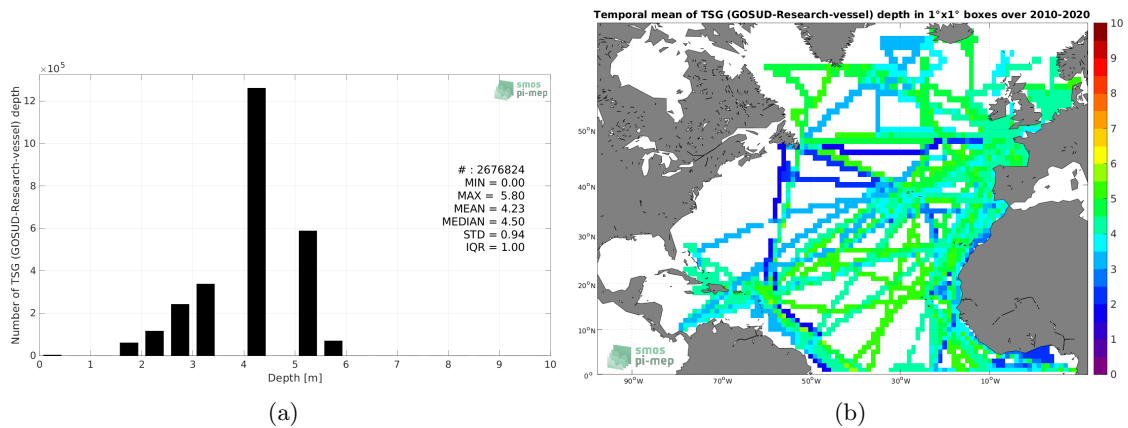 Temporal mean of TSG (GOSUD-Research-vessel) depth in 1°x1° boxes over 2010-2020
×10⁵
smos
pi-mep
12
10
8
6
4
2
0
Number of TSG (GOSUD-Research-vessel) depth
# : 2676824
MIN = 0.00
MAX = 5.80
MEAN = 4.23
MEDIAN = 4.50
STD = 0.94
IQR = 1.00
0 1 2 3 4 5 6 7 8 9 10
Depth [m]
(a)
50°N
40°N
30°N
20°N
10°N
0°
90°W 70°W 50°W 30°W 10°W
smos
pi-mep
10
9
8
7
6
5
4
3
2
1
0
(b)